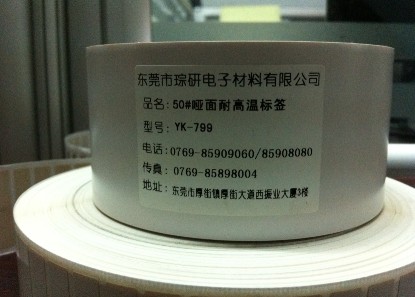 东莞市琮研电子材料有限公司
品名: 50#哑面耐高温标签
型号: YK-799
电话: 0769-85909060/85908080
传真: 0769-85898004
地址: 东莞市厚街镇厚街大道西振业大厦3楼